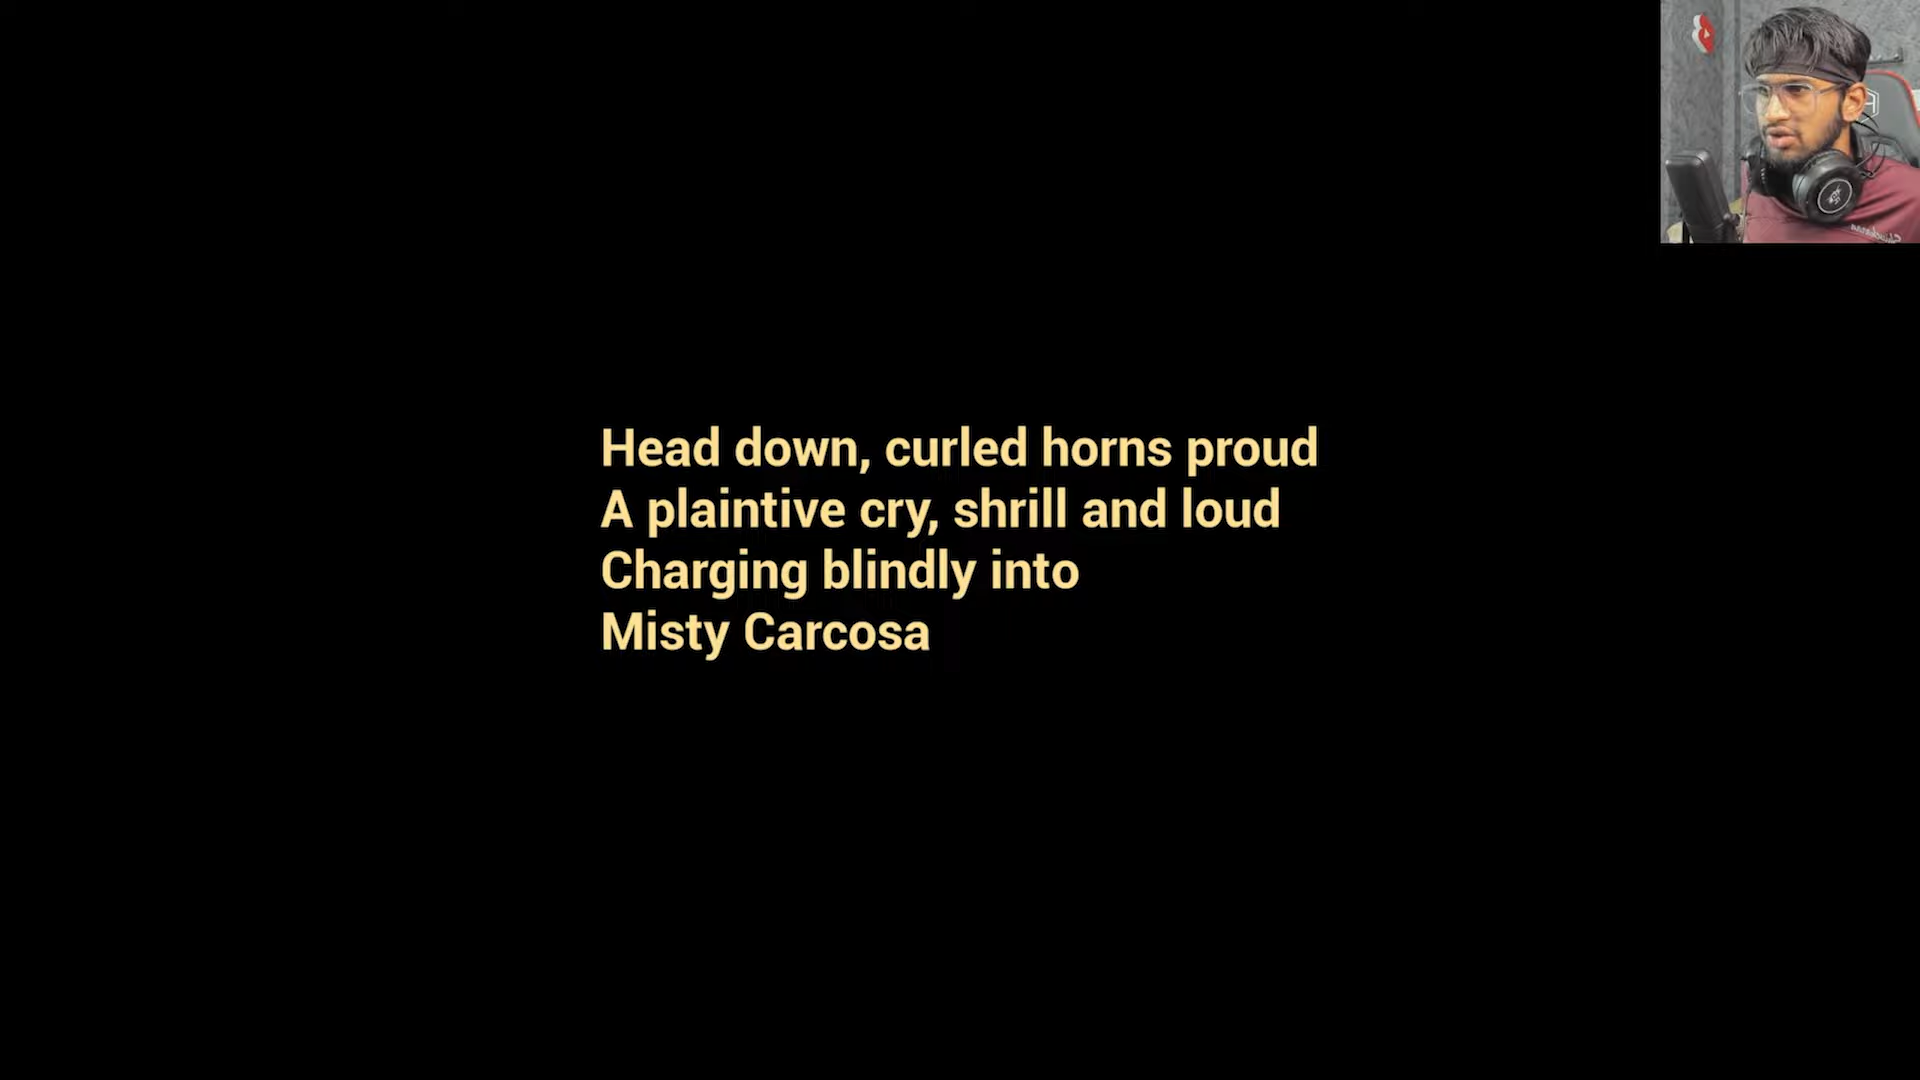 Head down, curled horns proud
A plaintive cry, shrill and loud
Charging blindly into
Misty Carcosa